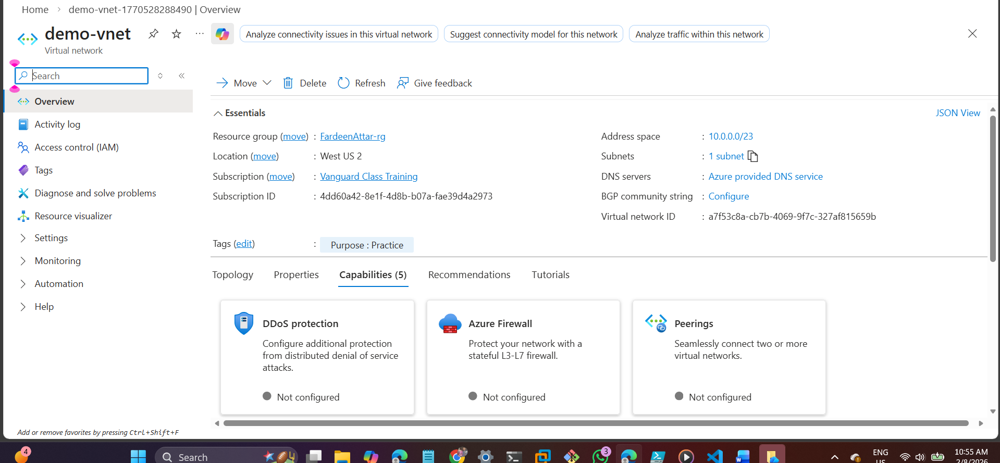 Home > demo-vnet-1770528288490 | Overview
demo-vnet
Virtual network
Analyze connectivity issues in this virtual network
Suggest connectivity model for this network
Analyze traffic within this network
Search
Overview
Activity log
Access control (IAM)
Tags
Diagnose and solve problems
Resource visualizer
Settings
Monitoring
Automation
Help
Add or remove favorites by pressing Ctrl+Shift+F
Move
Delete
Refresh
Give feedback
Essentials
JSON View
Resource group (move) : FardeenAttar-rg
Location (move) : West US 2
Subscription (move) : Vanguard Class Training
Subscription ID : 4dd60a42-8e1f-4d8b-b07a-fae39d4a2973
Address space : 10.0.0.0/23
Subnets : 1 subnet
DNS servers : Azure provided DNS service
BGP community string : Configure
Virtual network ID : a7f53c8a-cb7b-4069-9f7c-327af815659b
Tags (edit) : Purpose : Practice
Topology
Properties
Capabilities (5)
Recommendations
Tutorials
DDoS protection
Configure additional protection
from distributed denial of service
attacks.
Not configured
Azure Firewall
Protect your network with a
stateful L3-L7 firewall.
Not configured
Peerings
Seamlessly connect two or more
virtual networks.
Not configured
4
Search
3
ENG
US
10:55 AM
2/8/2026